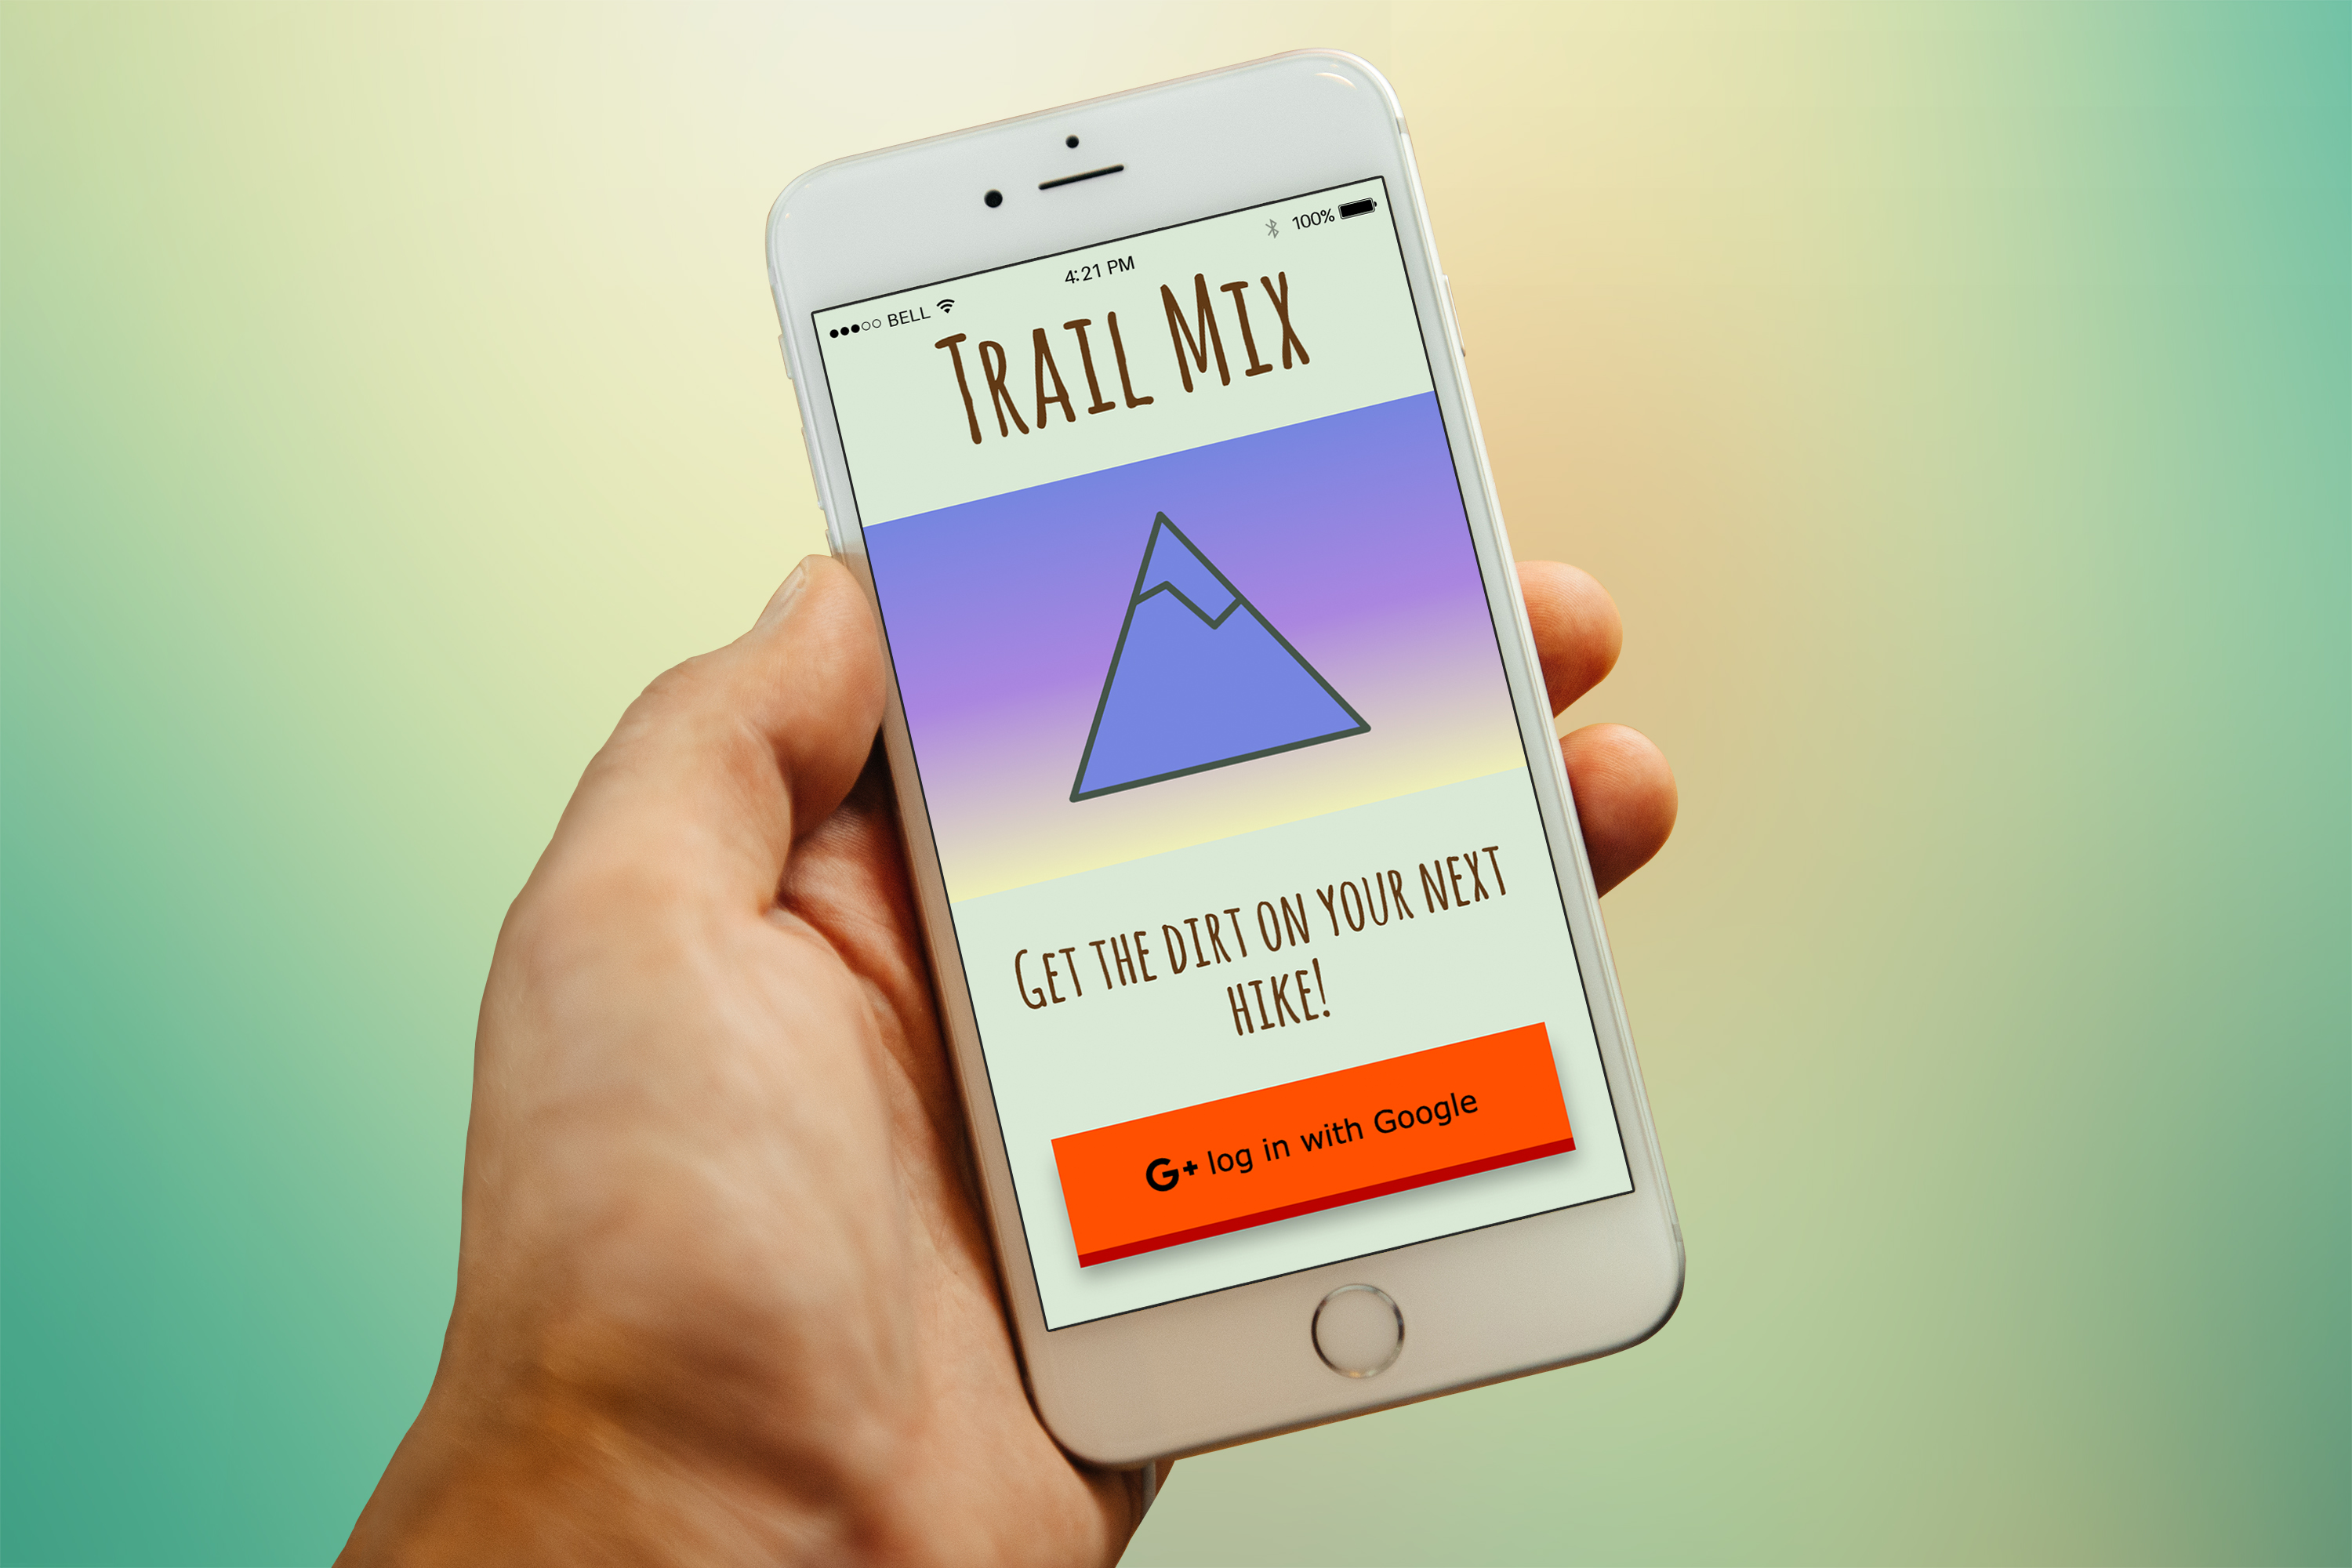 BELL 4:21 PM 100%
Trail Mix
Get the dirt on your next
hike!
G+ log in with Google